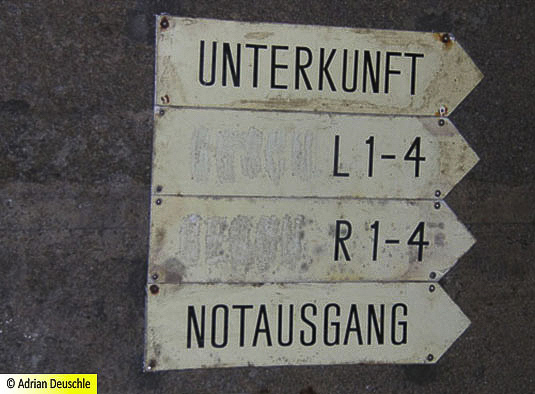 UNTERKUNFT
L 1-4
R 1-4
NOTAUSGANG
© Adrian Deuschle